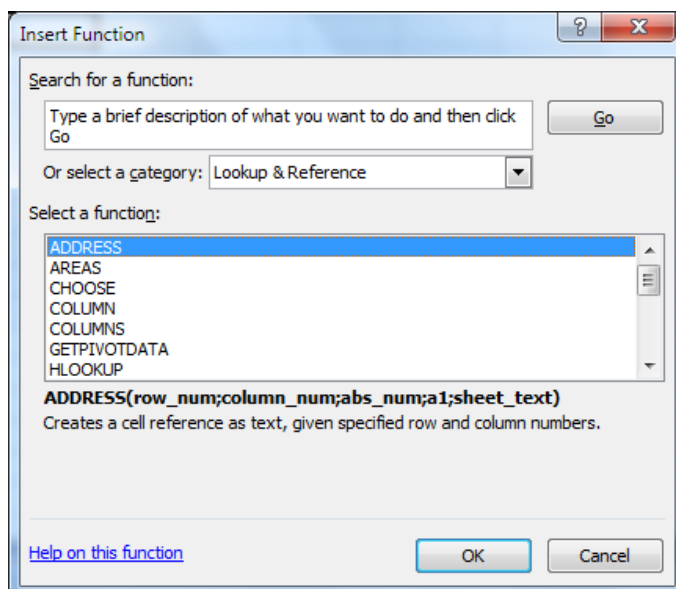 Insert Function
Search for a function:
Type a brief description of what you want to do and then click
Go
Go
Or select a category: Lookup & Reference
Select a function:
ADDRESS
AREAS
CHOOSE
COLUMN
COLUMNS
GETPIVOTDATA
HLOOKUP
ADDRESS(row_num;column_num;abs_num;a1;sheet_text)
Creates a cell reference as text, given specified row and column numbers.
Help on this function
OK
Cancel